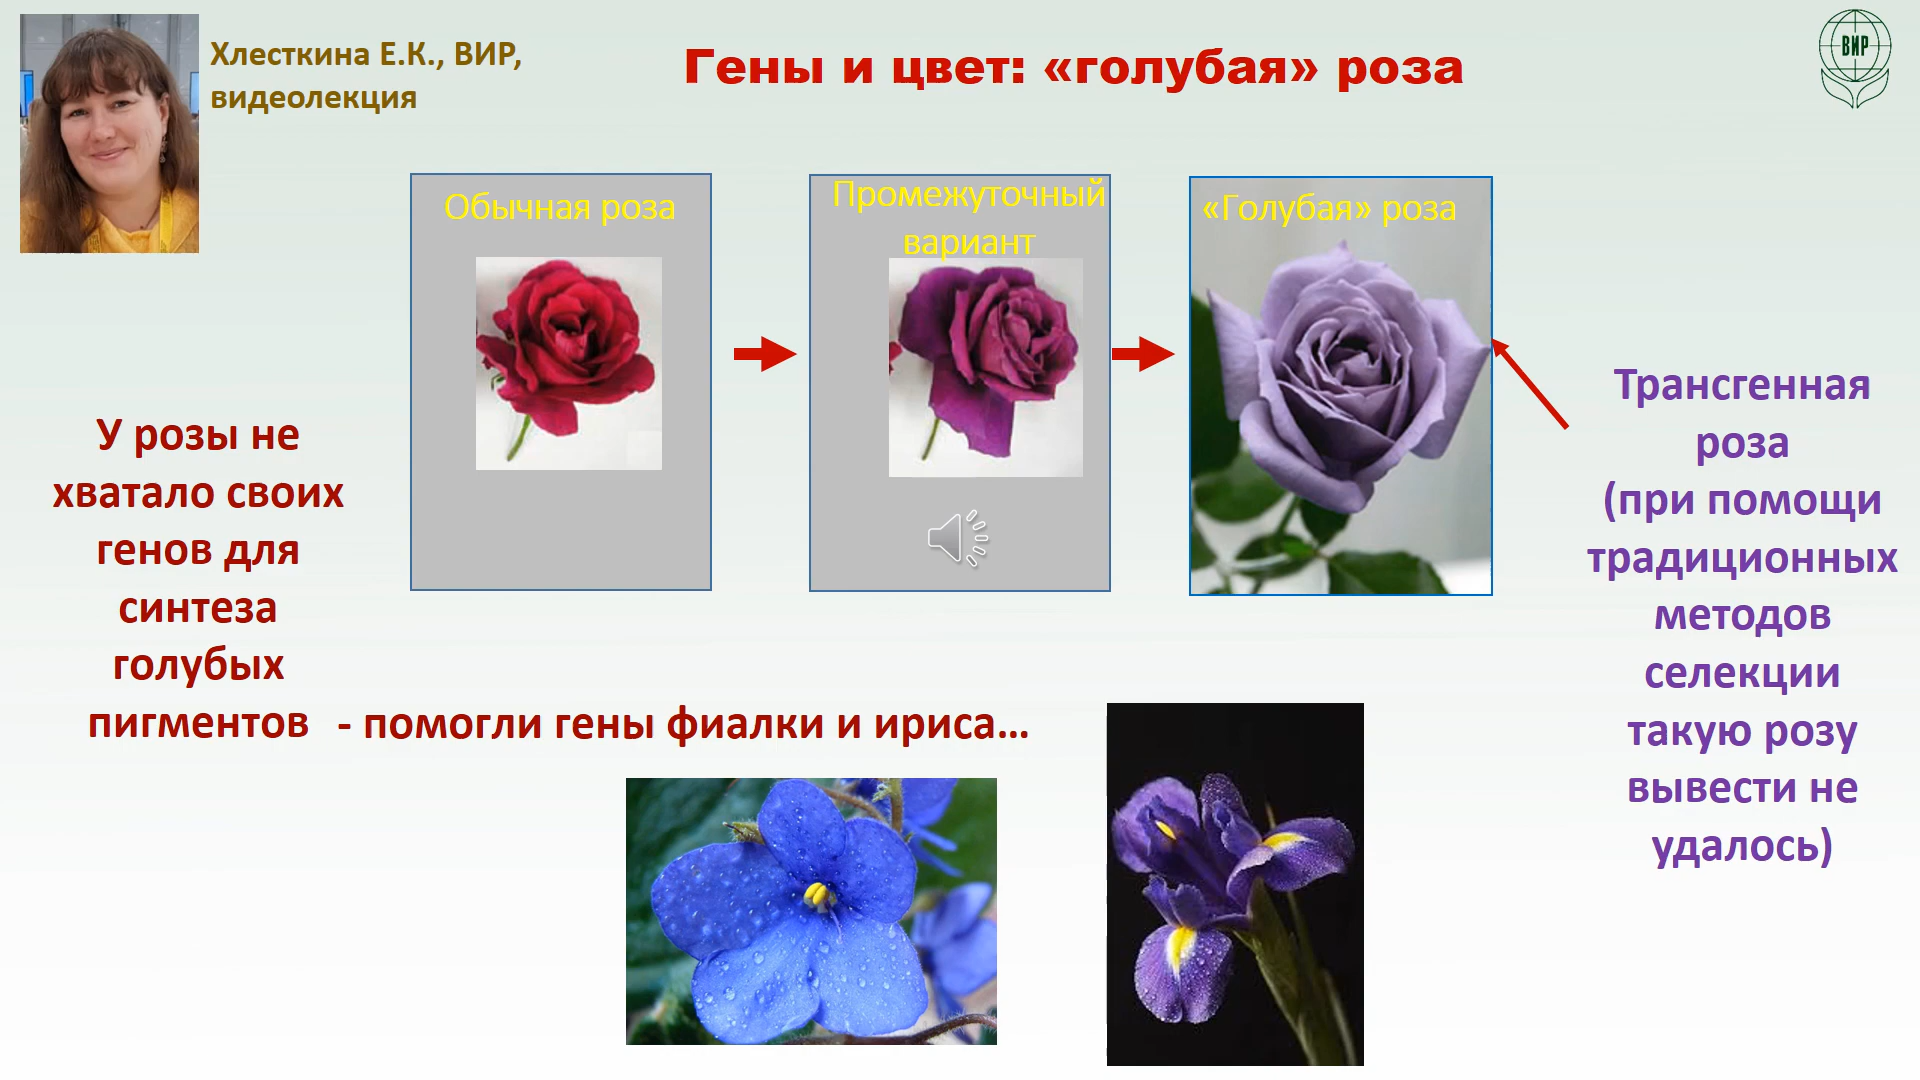 Хлесткина Е.К., ВИР,
видеолекция
Гены и цвет: «голубая» роза
ВИР
Обычная роза
Промежуточный
вариант
«Голубая» роза
У розы не
хватало своих
генов для
синтеза
голубых
пигментов
- помогли гены фиалки и ириса...
Трансгенная
роза
(при помощи
традиционных
методов
селекции
такую розу
вывести не
удалось)